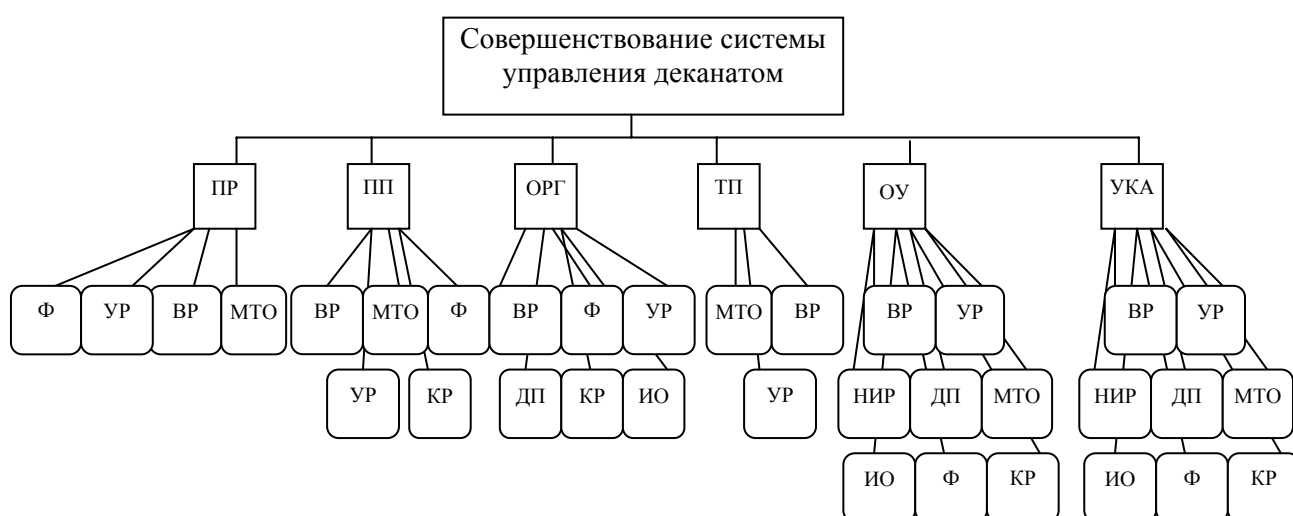 Совершенствование системы
управления деканатом
ПР ПП ОРГ ТП ОУ УКА
Ф УР ВР МТО ВР МТО Ф ВР Ф УР МТО ВР ВР УР ВР УР
УР КР ДП КР ИО УР НИР ДП МТО НИР ДП МТО
ИО Ф КР ИО Ф КР